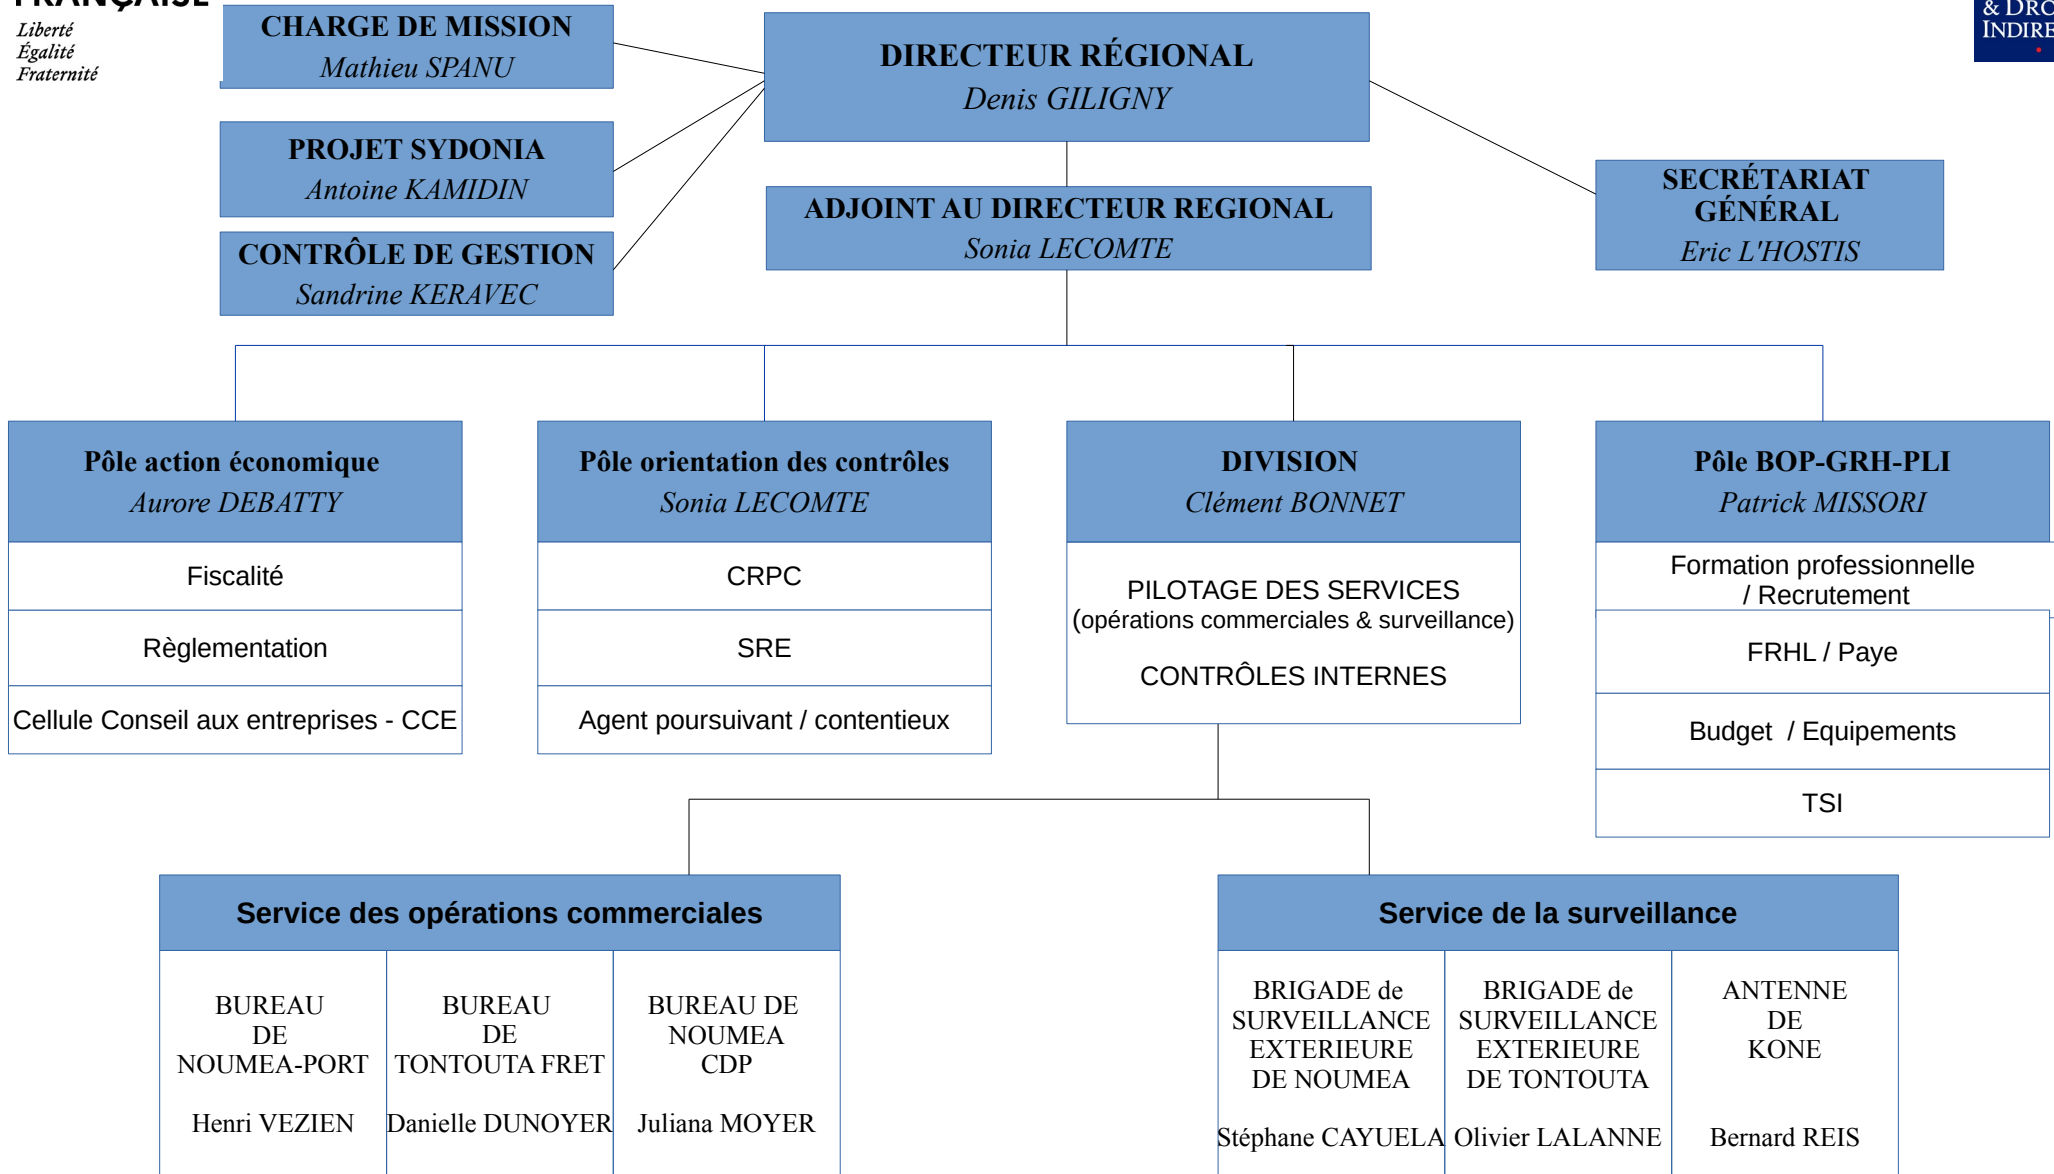 FRANÇAISE
Liberté
Égalité
Fraternité
& DRO
INDIRE
CHARGE DE MISSION
Mathieu SPANU
DIRECTEUR RÉGIONAL
Denis GILIGNY
PROJET SYDONIA
Antoine KAMIDIN
SECRÉTARIAT
GÉNÉRAL
Eric L'HOSTIS
ADJOINT AU DIRECTEUR REGIONAL
Sonia LECOMTE
CONTRÔLE DE GESTION
Sandrine KERAVEC
Pôle action économique
Aurore DEBATTY
Fiscalité
Règlementation
Cellule Conseil aux entreprises - CCE
Pôle orientation des contrôles
Sonia LECOMTE
CRPC
SRE
Agent poursuivant / contentieux
DIVISION
Clément BONNET
PILOTAGE DES SERVICES
(opérations commerciales & surveillance)
CONTRÔLES INTERNES
Pôle BOP-GRH-PLI
Patrick MISSORI
Formation professionnelle
/ Recrutement
FRHL / Paye
Budget / Equipements
TSI
Service des opérations commerciales
BUREAU
DE
NOUMEA-PORT
Henri VEZIEN
BUREAU
DE
TONTOUTA FRET
Danielle DUNOYER
BUREAU DE
NOUMEA
CDP
Juliana MOYER
Service de la surveillance
BRIGADE de
SURVEILLANCE
EXTERIEURE
DE NOUMEA
Stéphane CAYUELA
BRIGADE de
SURVEILLANCE
EXTERIEURE
DE TONTOUTA
Olivier LALANNE
ANTENNE
DE
KONE
Bernard REIS